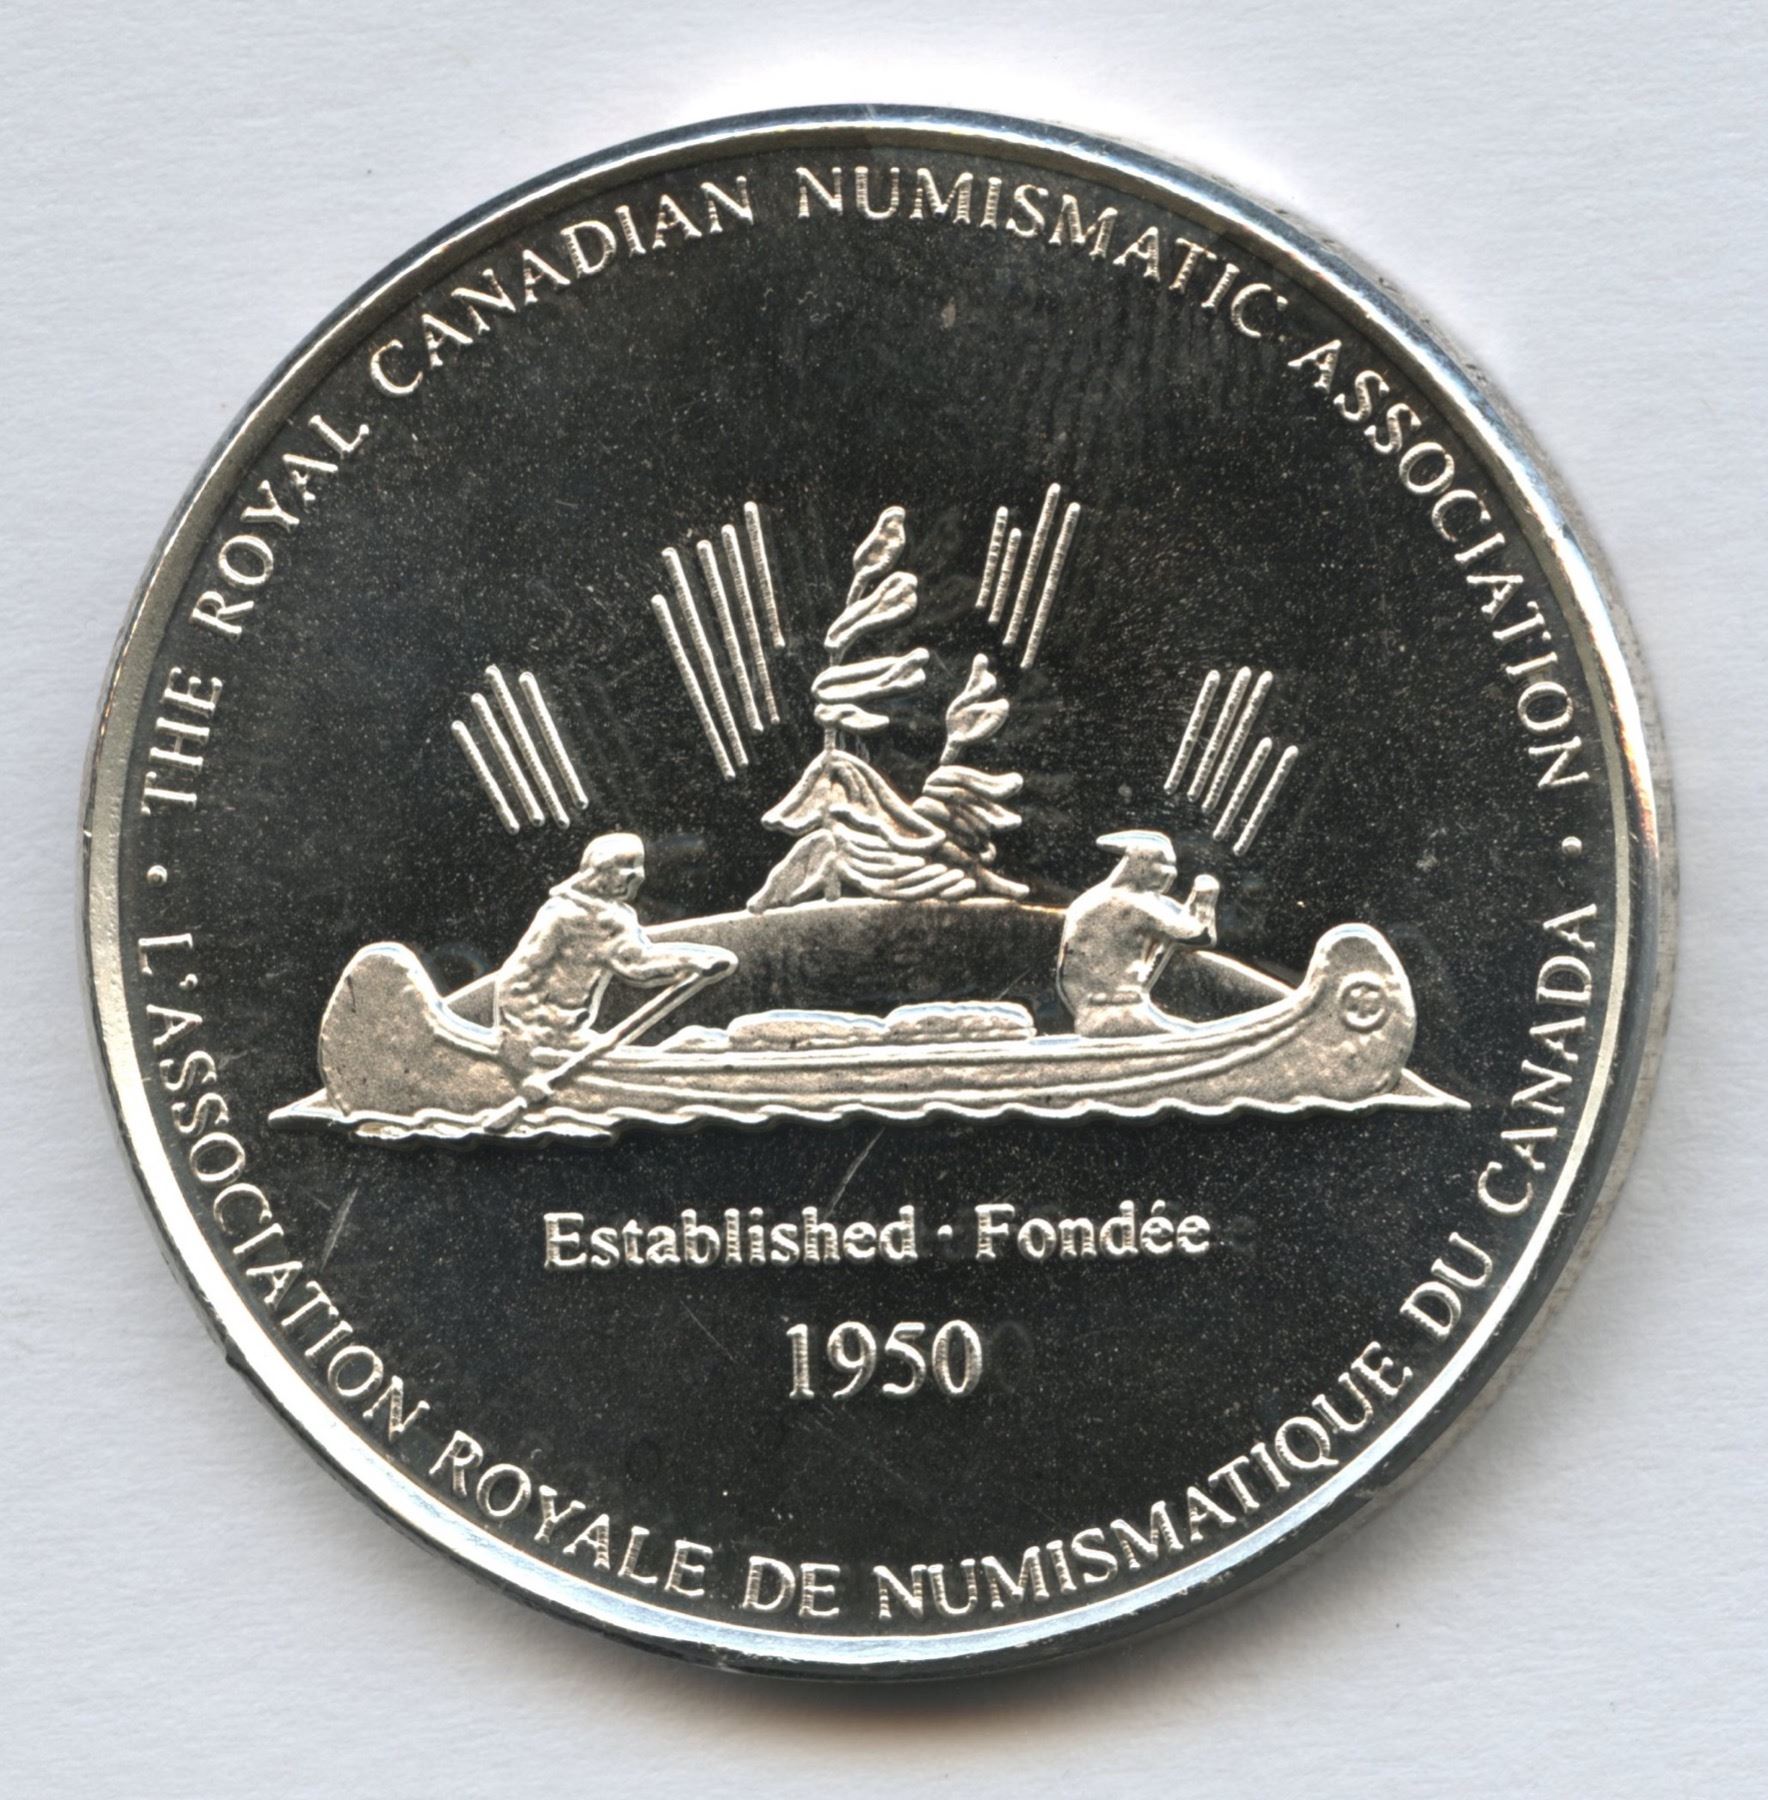 THE ROYAL CANADIAN NUMISMATIC ASSOCIATION ·
Established · Fondée
1950
L'ASSOCIATION ROYALE DE NUMISMATIQUE DU CANADA ·